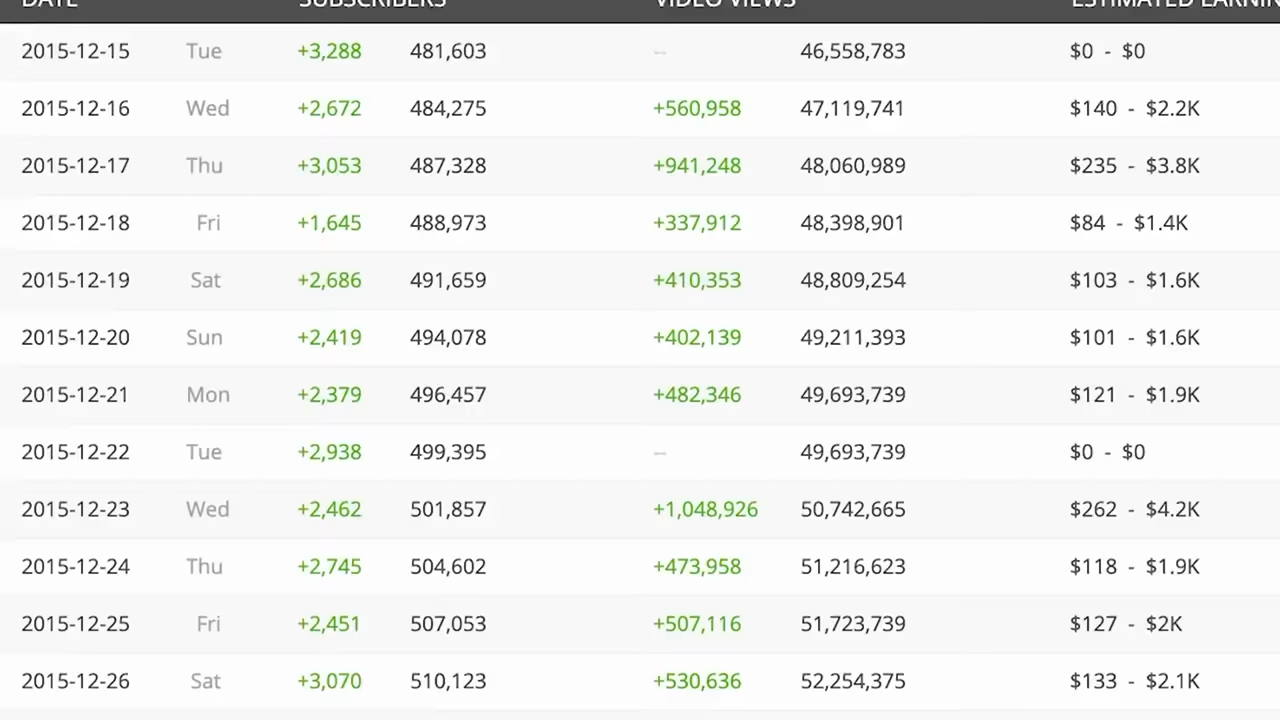 DATE SUBSCRIBERS VIDEO VIEWS ESTIMATED
2015-12-15 Tue +3,288 481,603 -- 46,558,783 $0 - $0
2015-12-16 Wed +2,672 484,275 +560,958 47,119,741 $140 - $2.2K
2015-12-17 Thu +3,053 487,328 +941,248 48,060,989 $235 - $3.8K
2015-12-18 Fri +1,645 488,973 +337,912 48,398,901 $84 - $1.4K
2015-12-19 Sat +2,686 491,659 +410,353 48,809,254 $103 - $1.6K
2015-12-20 Sun +2,419 494,078 +402,139 49,211,393 $101 - $1.6K
2015-12-21 Mon +2,379 496,457 +482,346 49,693,739 $121 - $1.9K
2015-12-22 Tue +2,938 499,395 -- 49,693,739 $0 - $0
2015-12-23 Wed +2,462 501,857 +1,048,926 50,742,665 $262 - $4.2K
2015-12-24 Thu +2,745 504,602 +473,958 51,216,623 $118 - $1.9K
2015-12-25 Fri +2,451 507,053 +507,116 51,723,739 $127 - $2K
2015-12-26 Sat +3,070 510,123 +530,636 52,254,375 $133 - $2.1K